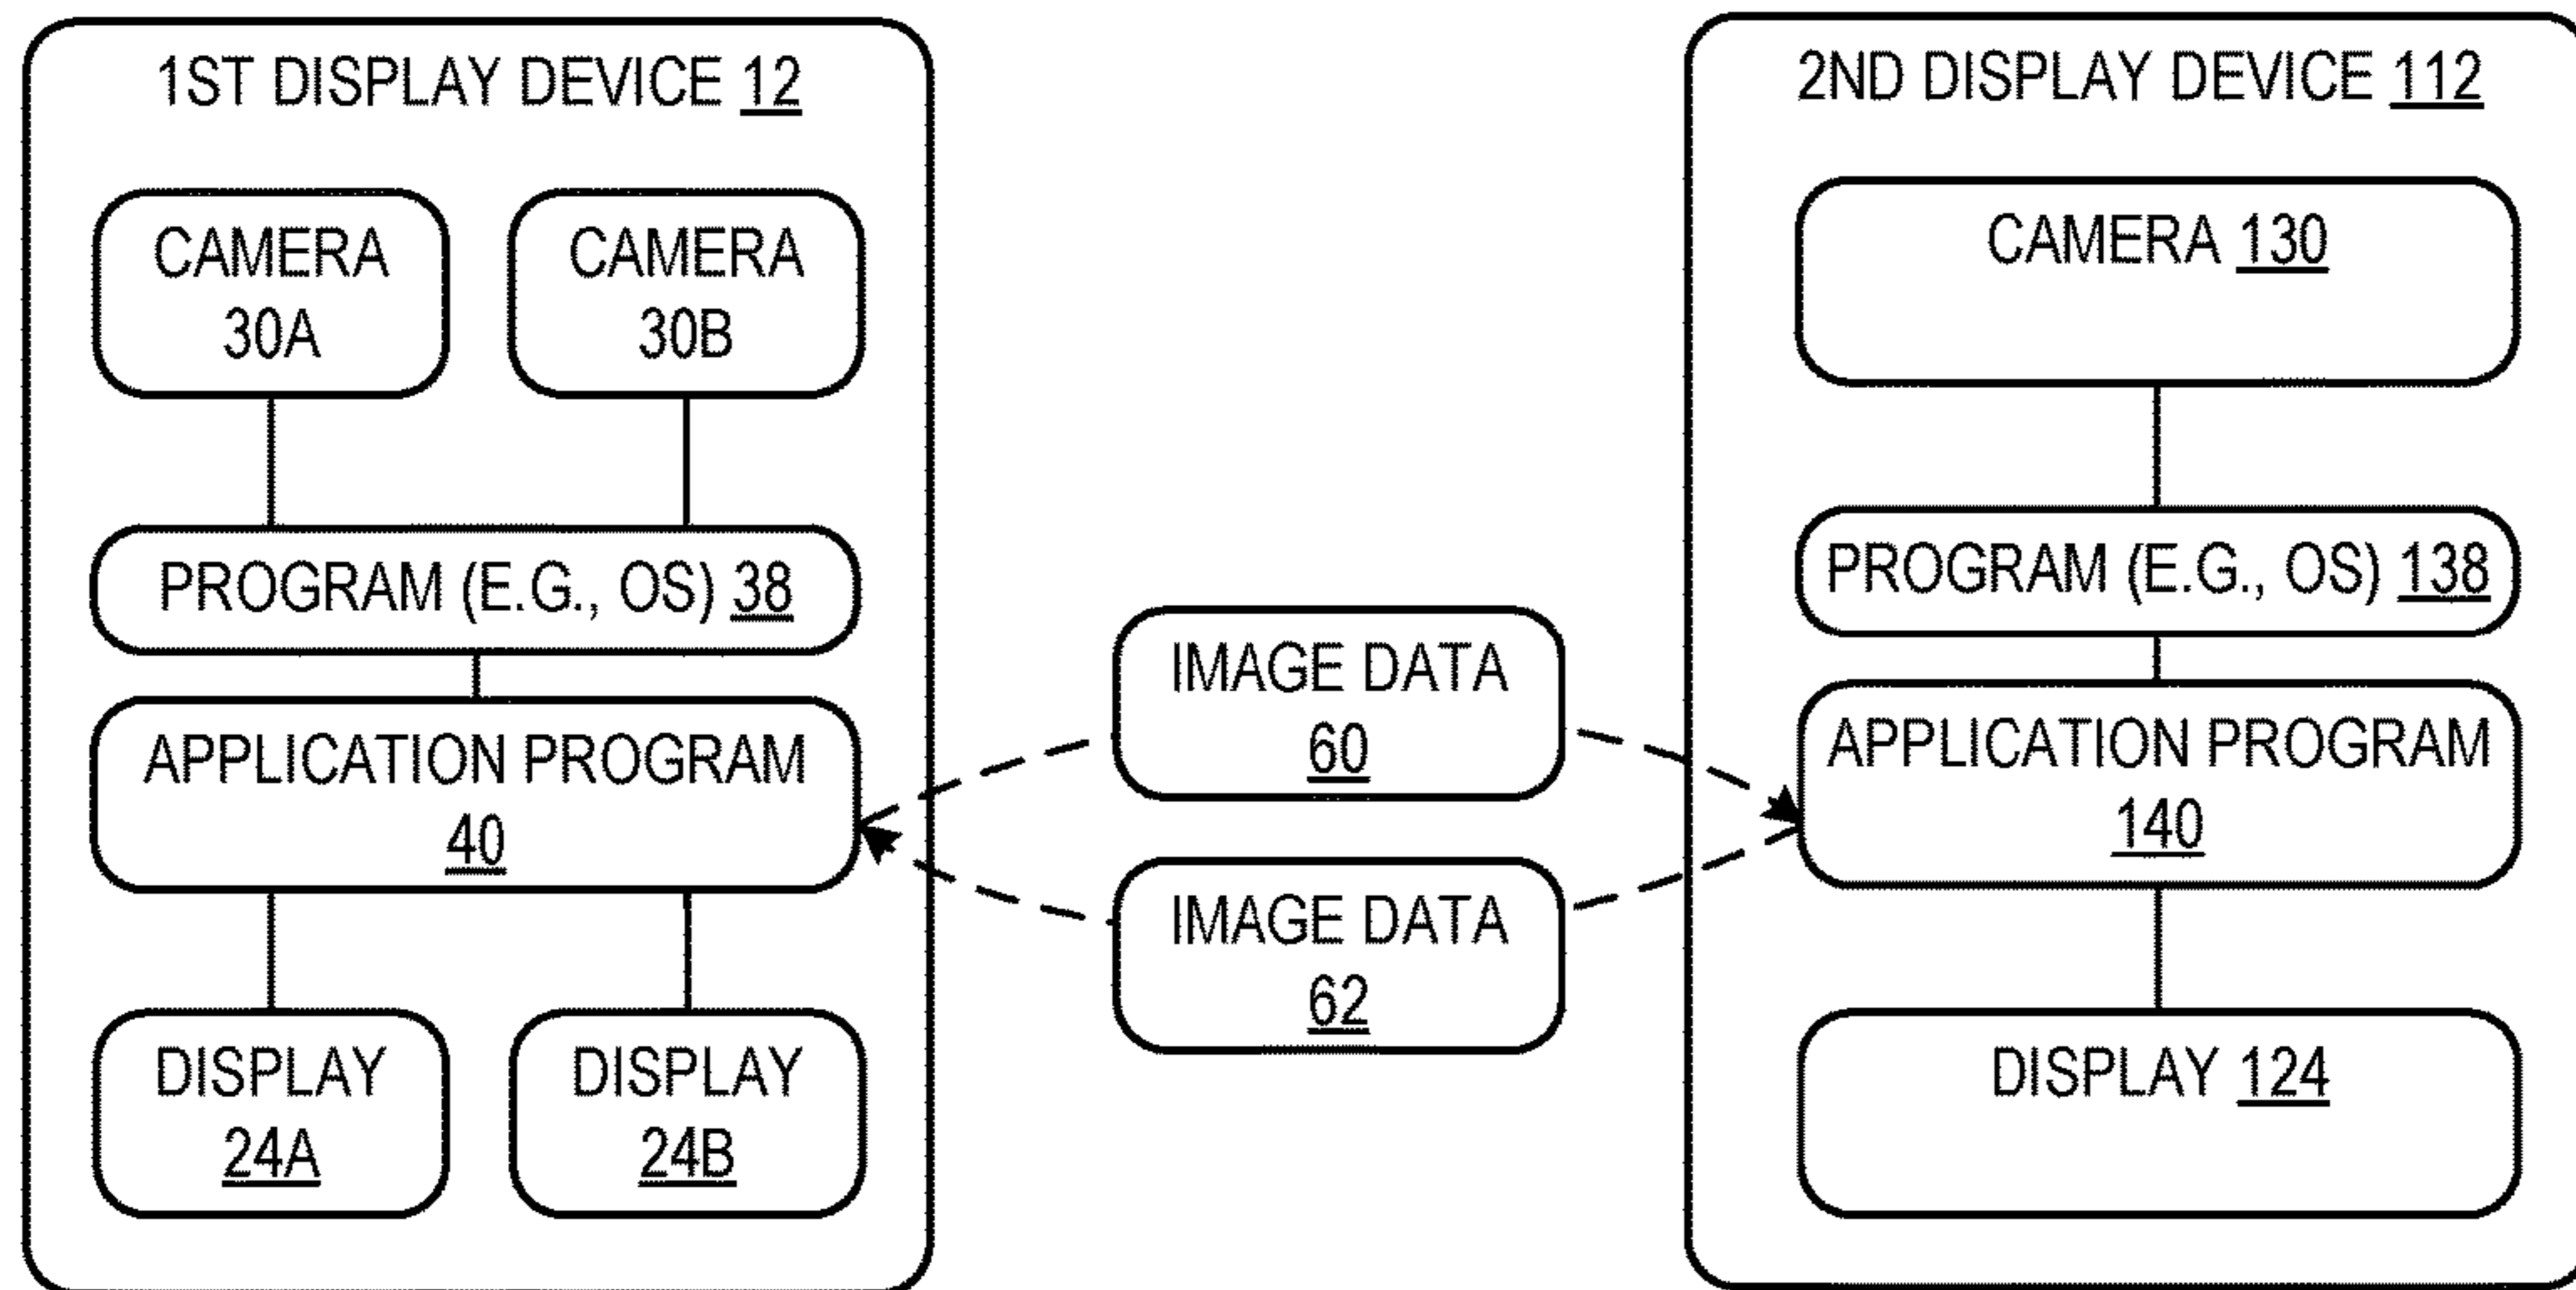 1ST DISPLAY DEVICE 12
CAMERA
30A
CAMERA
30B
PROGRAM (E.G., OS) 38
APPLICATION PROGRAM
40
DISPLAY
24A
DISPLAY
24B
IMAGE DATA
60
IMAGE DATA
62
2ND DISPLAY DEVICE 112
CAMERA 130
PROGRAM (E.G., OS) 138
APPLICATION PROGRAM
140
DISPLAY 124